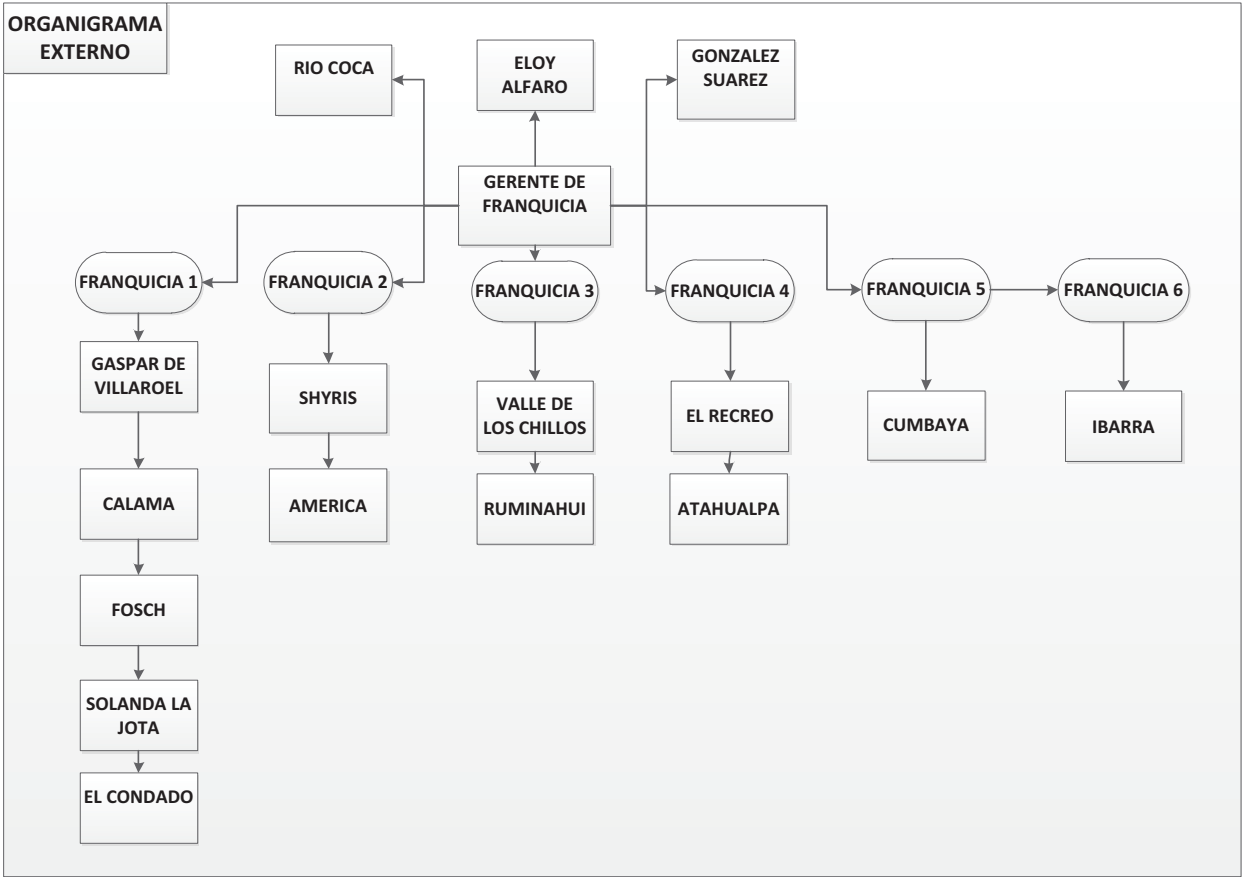 ORGANIGRAMA
EXTERNO
RIO COCA
ELOY
ALFARO
GONZALEZ
SUAREZ
GERENTE DE
FRANQUICIA
FRANQUICIA 1
FRANQUICIA 2
FRANQUICIA 3
FRANQUICIA 4
FRANQUICIA 5
FRANQUICIA 6
GASPAR DE
VILLAROEL
SHYRIS
VALLE DE
LOS CHILLOS
EL RECREO
CUMBAYA
IBARRA
CALAMA
AMERICA
RUMINAHUI
ATAHUALPA
FOSCH
SOLANDA LA
JOTA
EL CONDADO